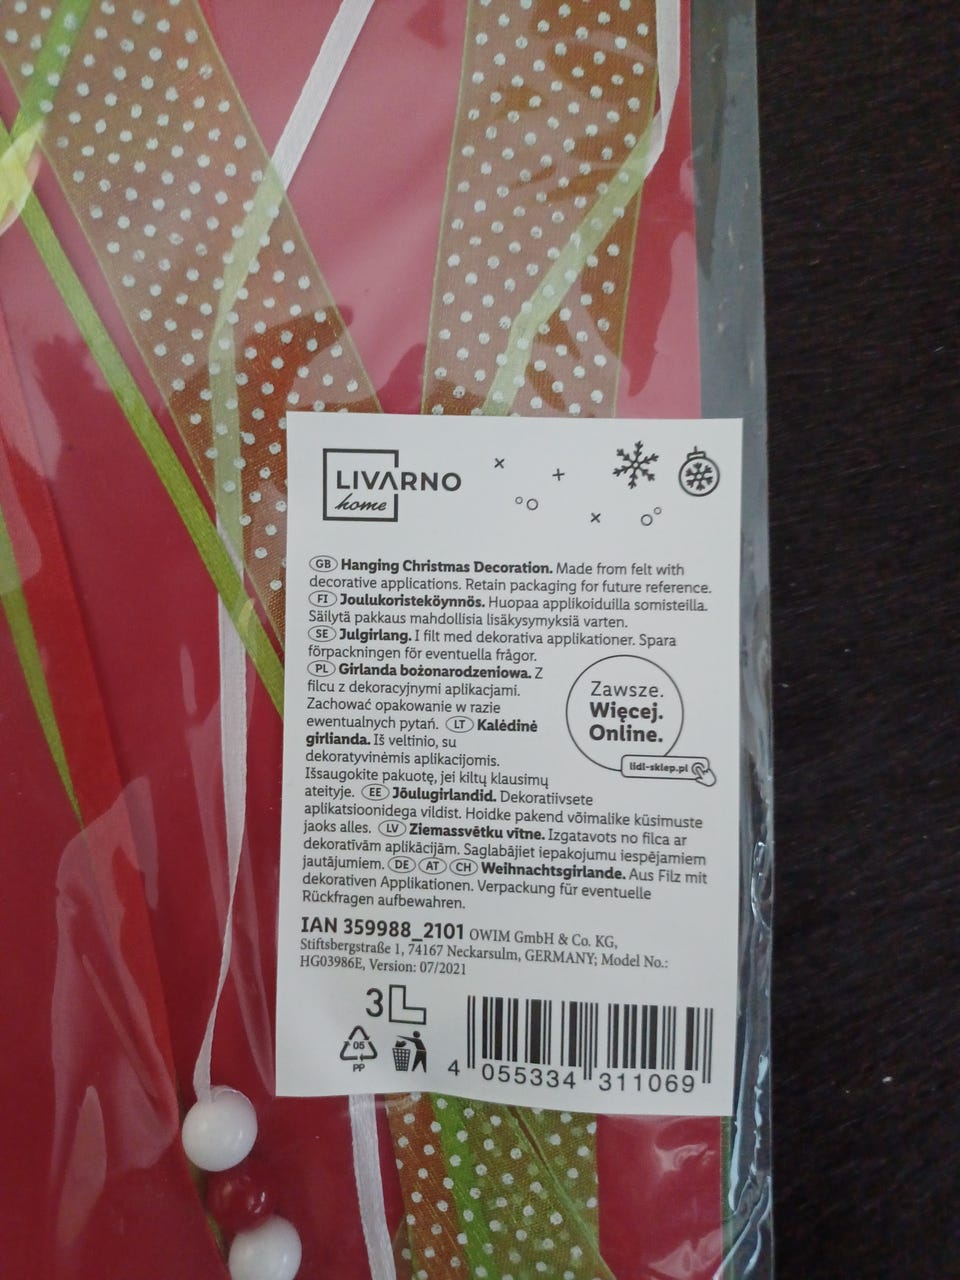 LIVARNO
home
GB Hanging Christmas Decoration. Made from felt with
decorative applications. Retain packaging for future reference.
FI Joulukoristeköynnös. Huopaa applikoiduilla somisteilla.
Säilytä pakkaus mahdollisia lisäkysymyksiä varten.
SE Julgirlang. I filt med dekorativa applikationer. Spara
förpackningen för eventuella frågor.
PL Girlanda bożonarodzeniowa. Z
filcu z dekoracyjnymi aplikacjami.
Zachować opakowanie w razie
ewentualnych pytań. LT Kalėdinė
girlianda. Iš veltinio, su
dekoratyvinėmis aplikacijomis.
Išsaugokite pakuotę, jei kiltų klausimų
ateityje. EE Jõulugirlandid. Dekoratiivsete
aplikatsioonidega vildist. Hoidke pakend võimalike küsimuste
jaoks alles. LV Ziemassvētku vītne. Izgatavots no filca ar
dekoratīvām aplikācijām. Saglabājiet iepakojumu iespējamiem
jautājumiem. DE AT CH Weihnachtsgirlande. Aus Filz mit
dekorativen Applikationen. Verpackung für eventuelle
Rückfragen aufbewahren.
Zawsze.
Więcej.
Online.
lidl-sklep.pl
IAN 359988_2101 OWIM GmbH & Co. KG,
Stiftsbergstraße 1, 74167 Neckarsulm, GERMANY; Model No.:
HG03986E, Version: 07/2021
3
05
PP
4 055334 311069